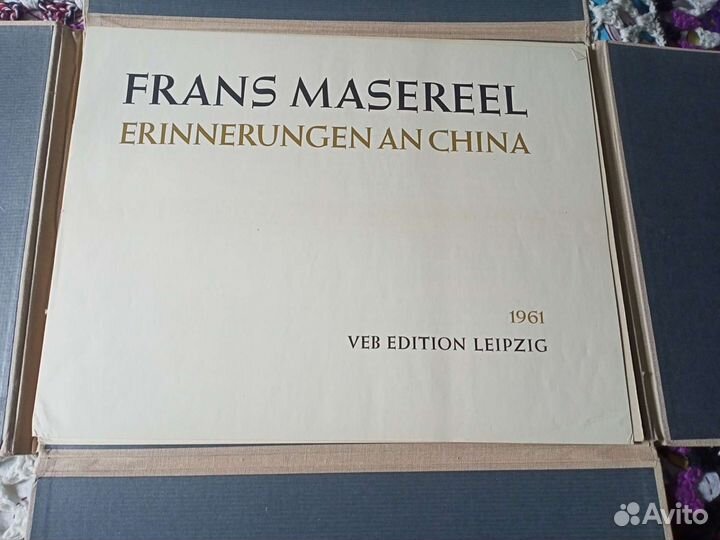 FRANS MASEREEL
ERINNERUNGEN AN CHINA
1961
VEB EDITION LEIPZIG
Avito